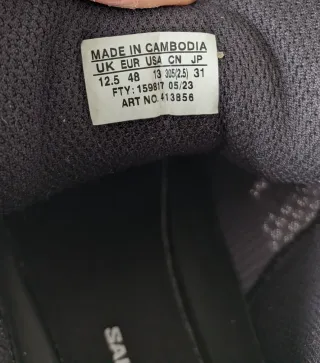 MADE IN CAMBODIA
UK EUR USA CN JP
12.5 48 13 305(2.5) 31
FTY: 159817 05/23
ART NO. 413856
SAL